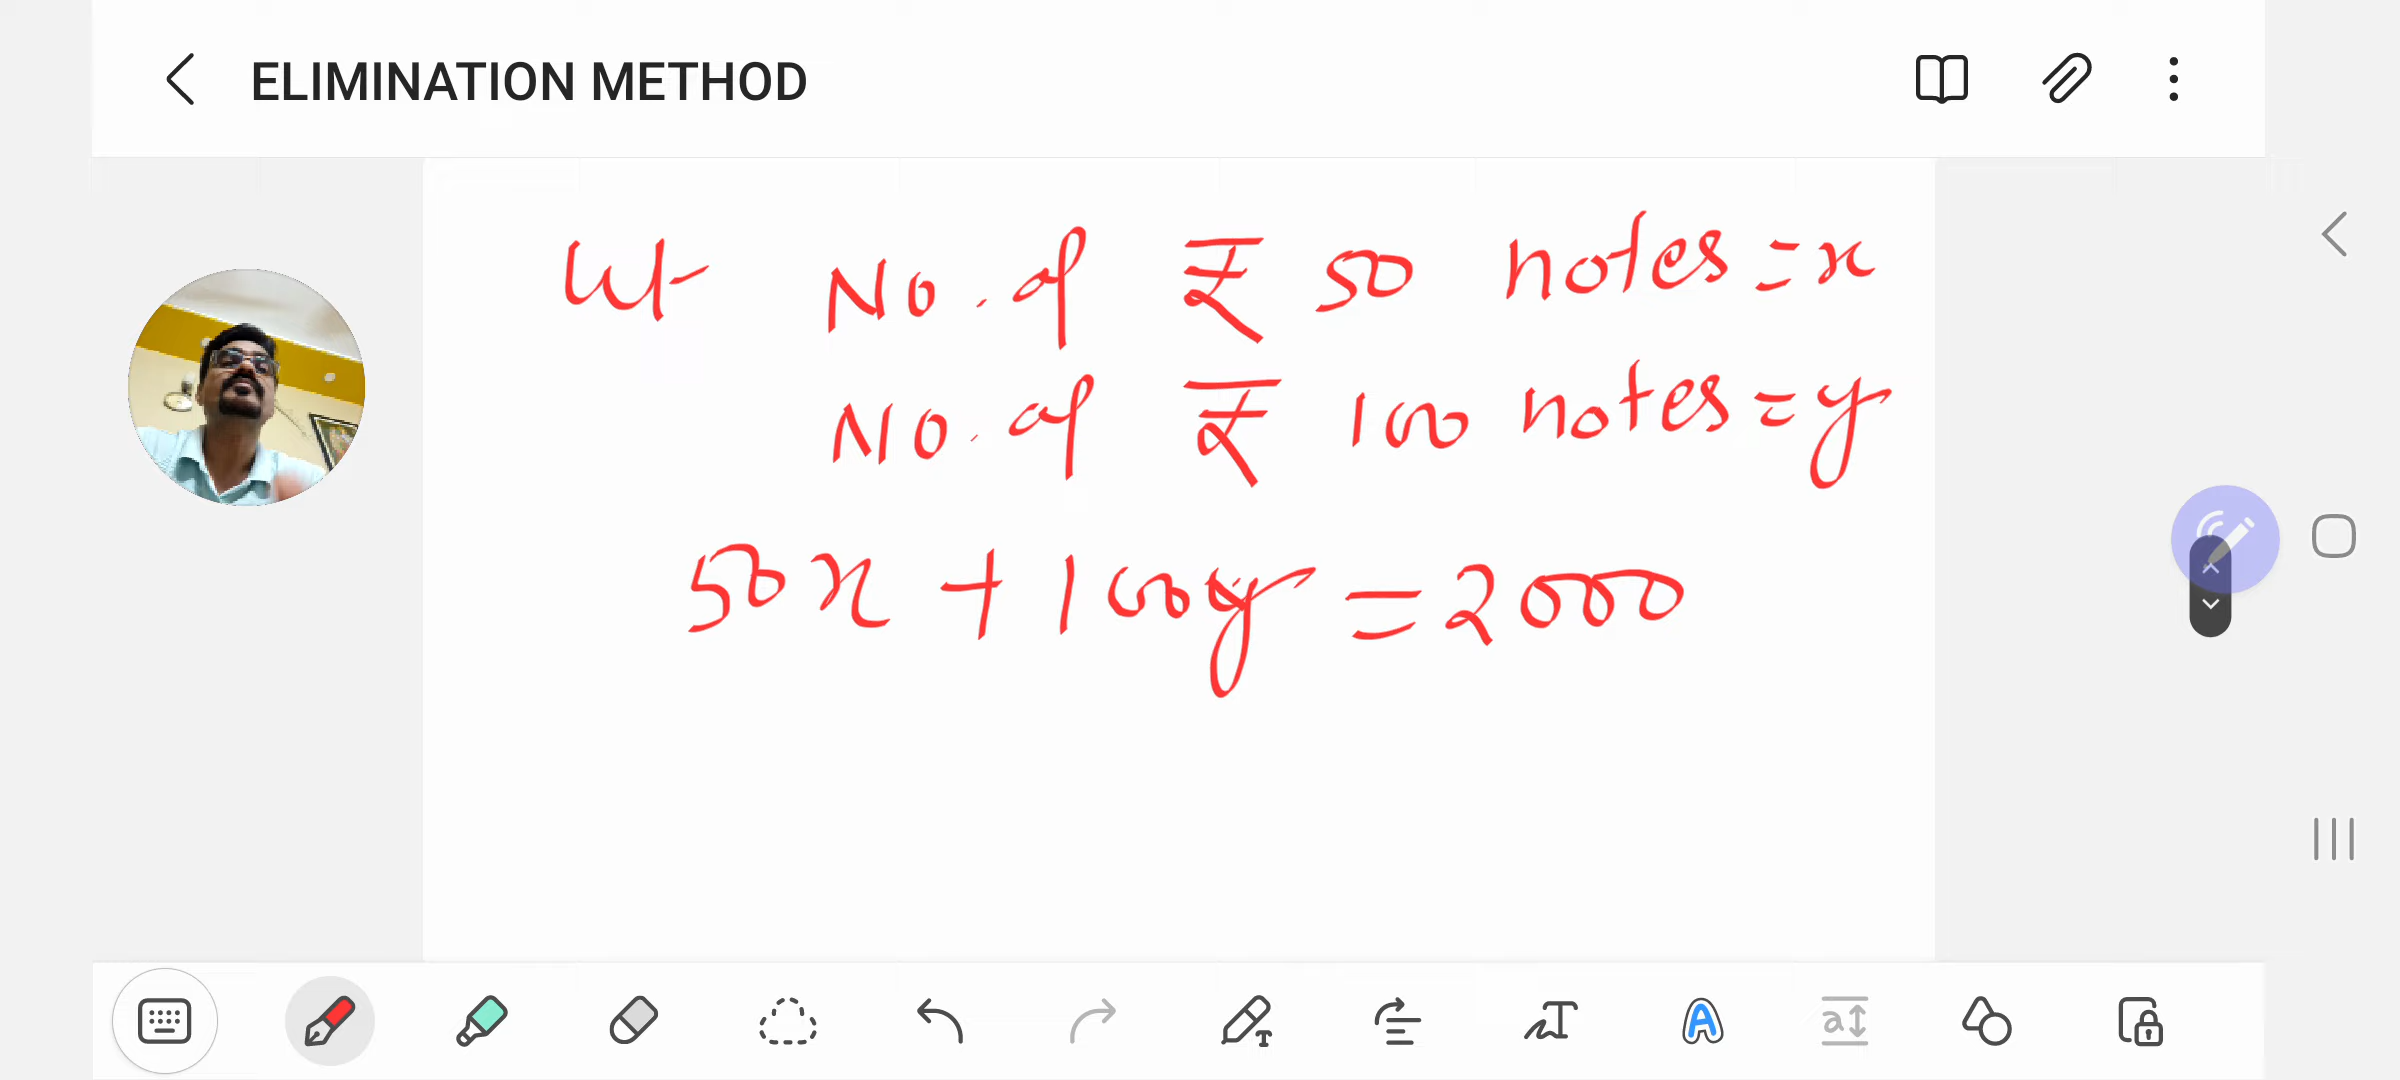 ELIMINATION METHOD
Let No. of ₹ 50 notes = x
No. of ₹ 100 notes = y
50x + 100y = 2000